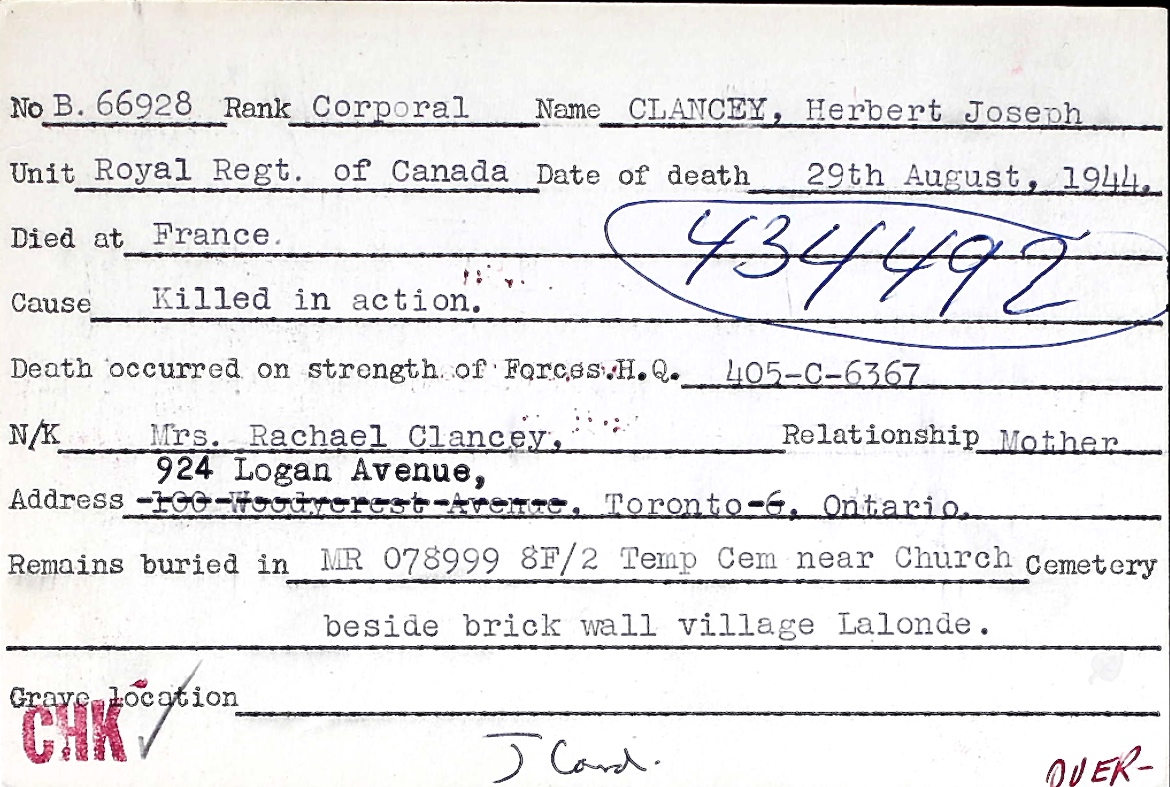 No B. 66928 Rank Corporal Name CLANCEY, Herbert Joseph
Unit Royal Regt. of Canada Date of death 29th August, 1944.
434492
Died at France.
Cause Killed in action.
Death occurred on strength of Forces.H.Q. 405-C-6367
N/K Mrs. Rachael Clancey, Relationship Mother
924 Logan Avenue,
Address 100 Woodycrest Avenue, Toronto-6, Ontario.
Remains buried in MR 078999 8F/2 Temp Cem near Church Cemetery
beside brick wall village Lalonde.
Grave location
CHK
J Card.
OVER-